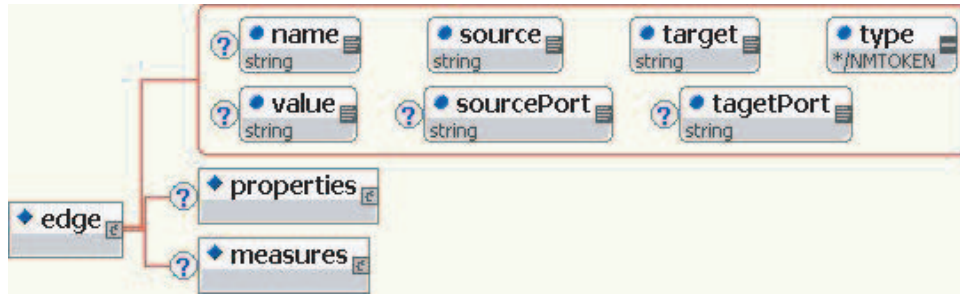 ? name source target type
string string string */NMTOKEN
? value ? sourcePort ? tagetPort
string string string
? properties
edge
? measures